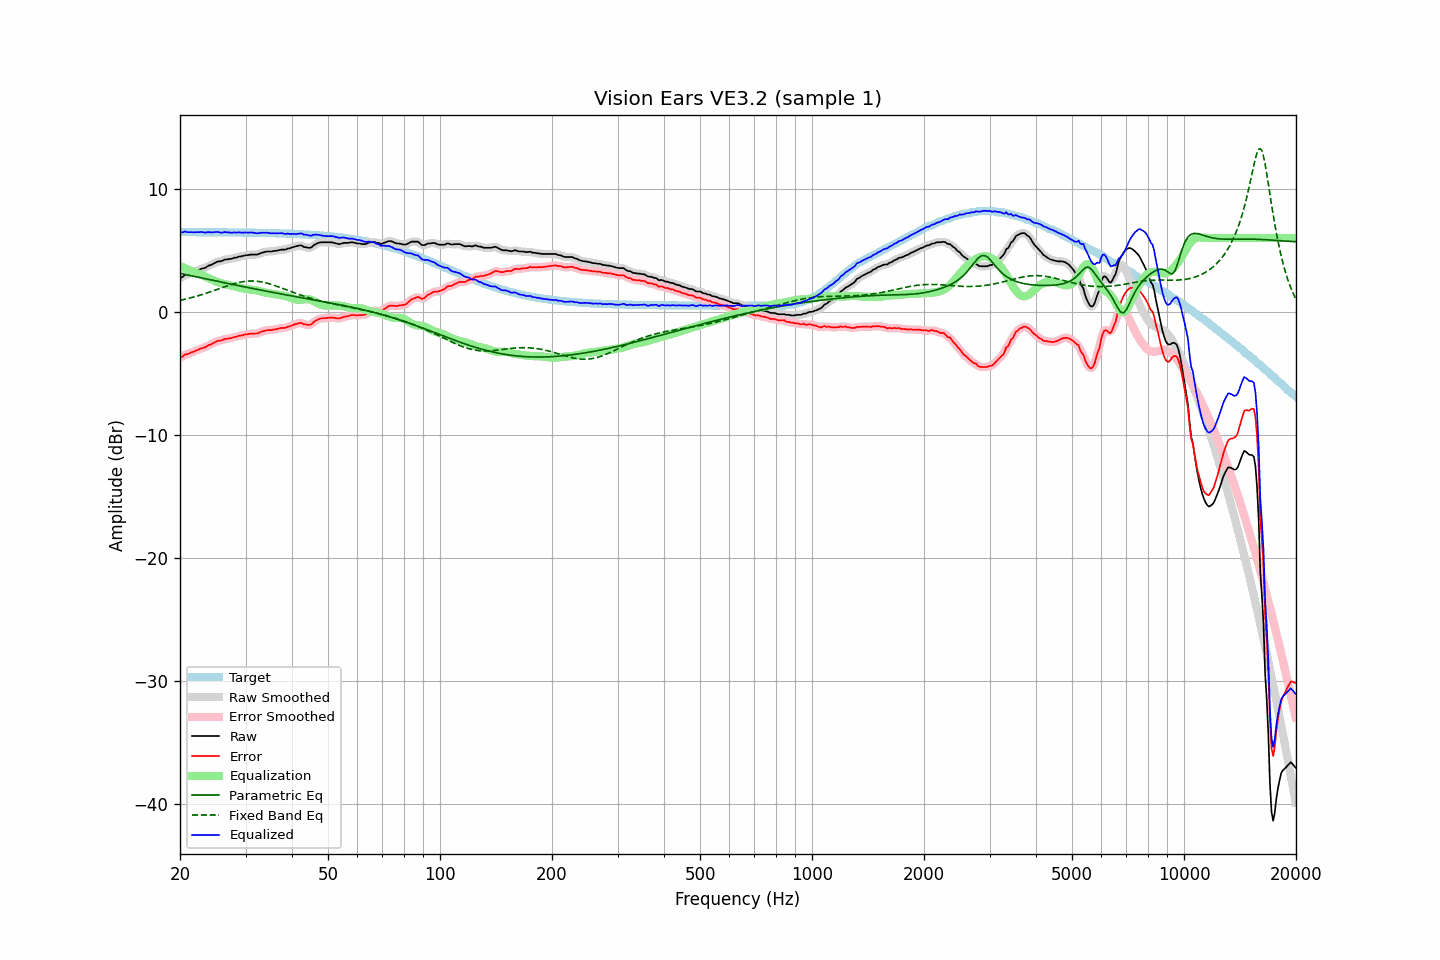 Vision Ears VE3.2 (sample 1)
Amplitude (dBr)
10
0
−10
−20
−30
−40
Target
Raw Smoothed
Error Smoothed
Raw
Error
Equalization
Parametric Eq
Fixed Band Eq
Equalized
20 50 100 200 500 1000 2000 5000 10000 20000
Frequency (Hz)